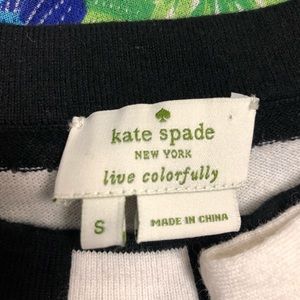 kate spade
NEW YORK
live colorfully
S
MADE IN CHINA